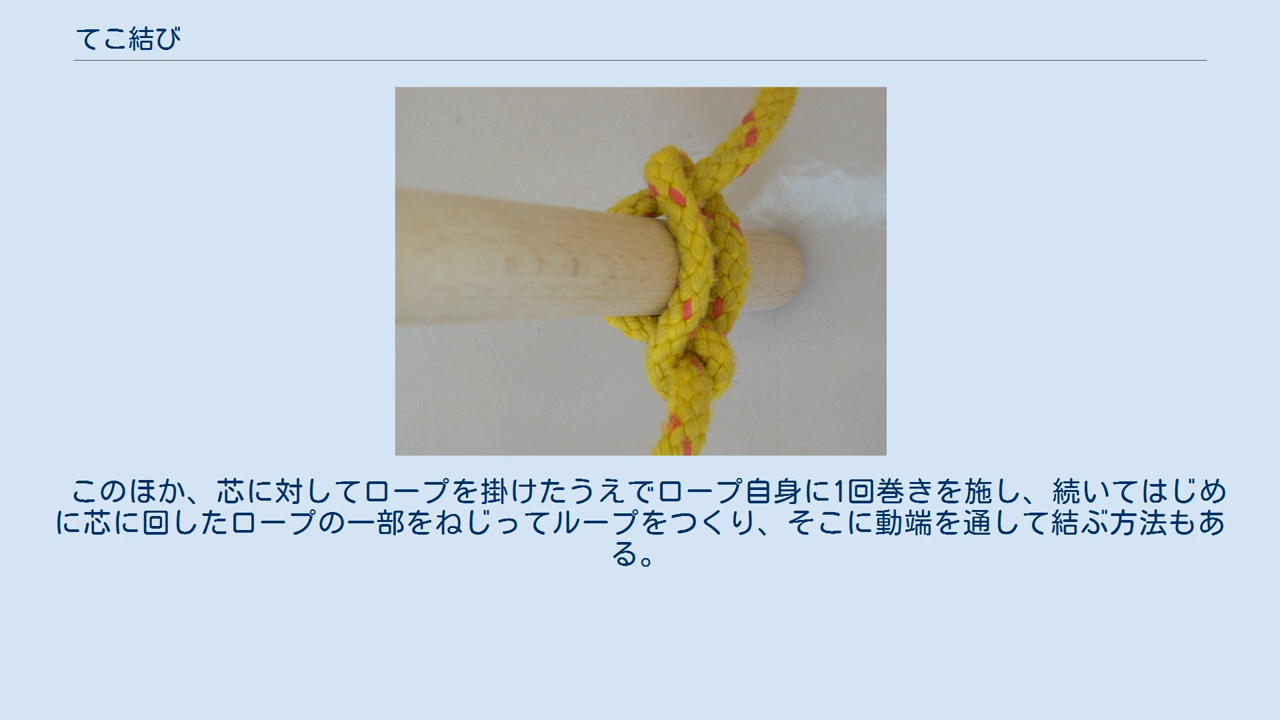 てこ結び
このほか、芯に対してロープを掛けたうえでロープ自身に1回巻きを施し、続いてはじめ
に芯に回したロープの一部をねじってループをつくり、そこに動端を通して結ぶ方法もあ
る。